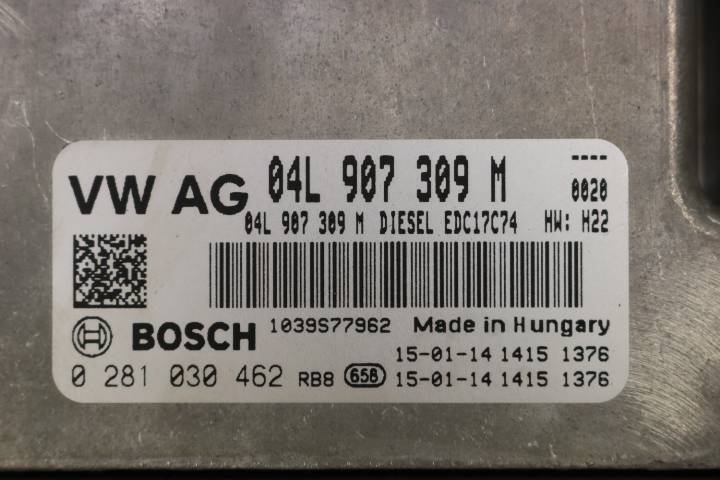 VW AG 04L 907 309 M ----
0020
04L 907 309 M DIESEL EDC17C74 HW: H22
BOSCH 1039S77962 Made in Hungary
15-01-14 1415 1376
0 281 030 462 RB8 658 15-01-14 1415 1376